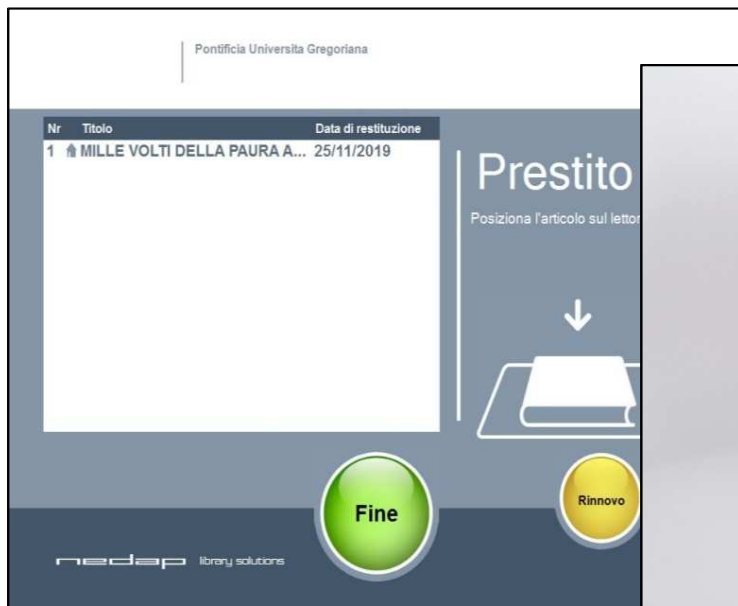 Pontificia Universita Gregoriana
Nr Titolo Data di restituzione
1 MILLE VOLTI DELLA PAURA A... 25/11/2019
Prestito
Posiziona l'articolo sul letto
Fine
Rinnovo
nedap library solutions